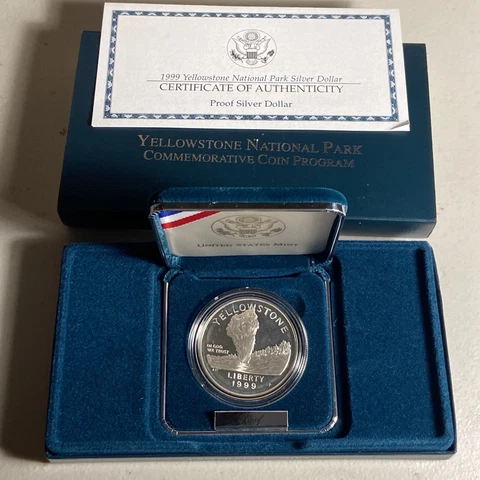 1999 Yellowstone National Park Silver Dollar
CERTIFICATE OF AUTHENTICITY
Proof Silver Dollar
YELLOWSTONE NATIONAL PARK
COMMEMORATIVE COIN PROGRAM
UNITED STATES MINT
YELLOWSTONE
IN GOD
WE TRUST
LIBERTY
1999